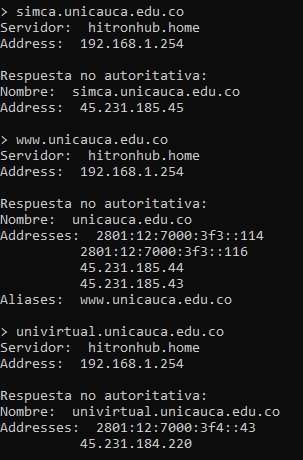 > simca.unicauca.edu.co
Servidor:  hitronhub.home
Address:  192.168.1.254

Respuesta no autoritativa:
Nombre:  simca.unicauca.edu.co
Address:  45.231.185.45

> www.unicauca.edu.co
Servidor:  hitronhub.home
Address:  192.168.1.254

Respuesta no autoritativa:
Nombre:  unicauca.edu.co
Addresses:  2801:12:7000:3f3::114
          2801:12:7000:3f3::116
          45.231.185.44
          45.231.185.43
Aliases:  www.unicauca.edu.co

> univirtual.unicauca.edu.co
Servidor:  hitronhub.home
Address:  192.168.1.254

Respuesta no autoritativa:
Nombre:  univirtual.unicauca.edu.co
Addresses:  2801:12:7000:3f4::43
          45.231.184.220